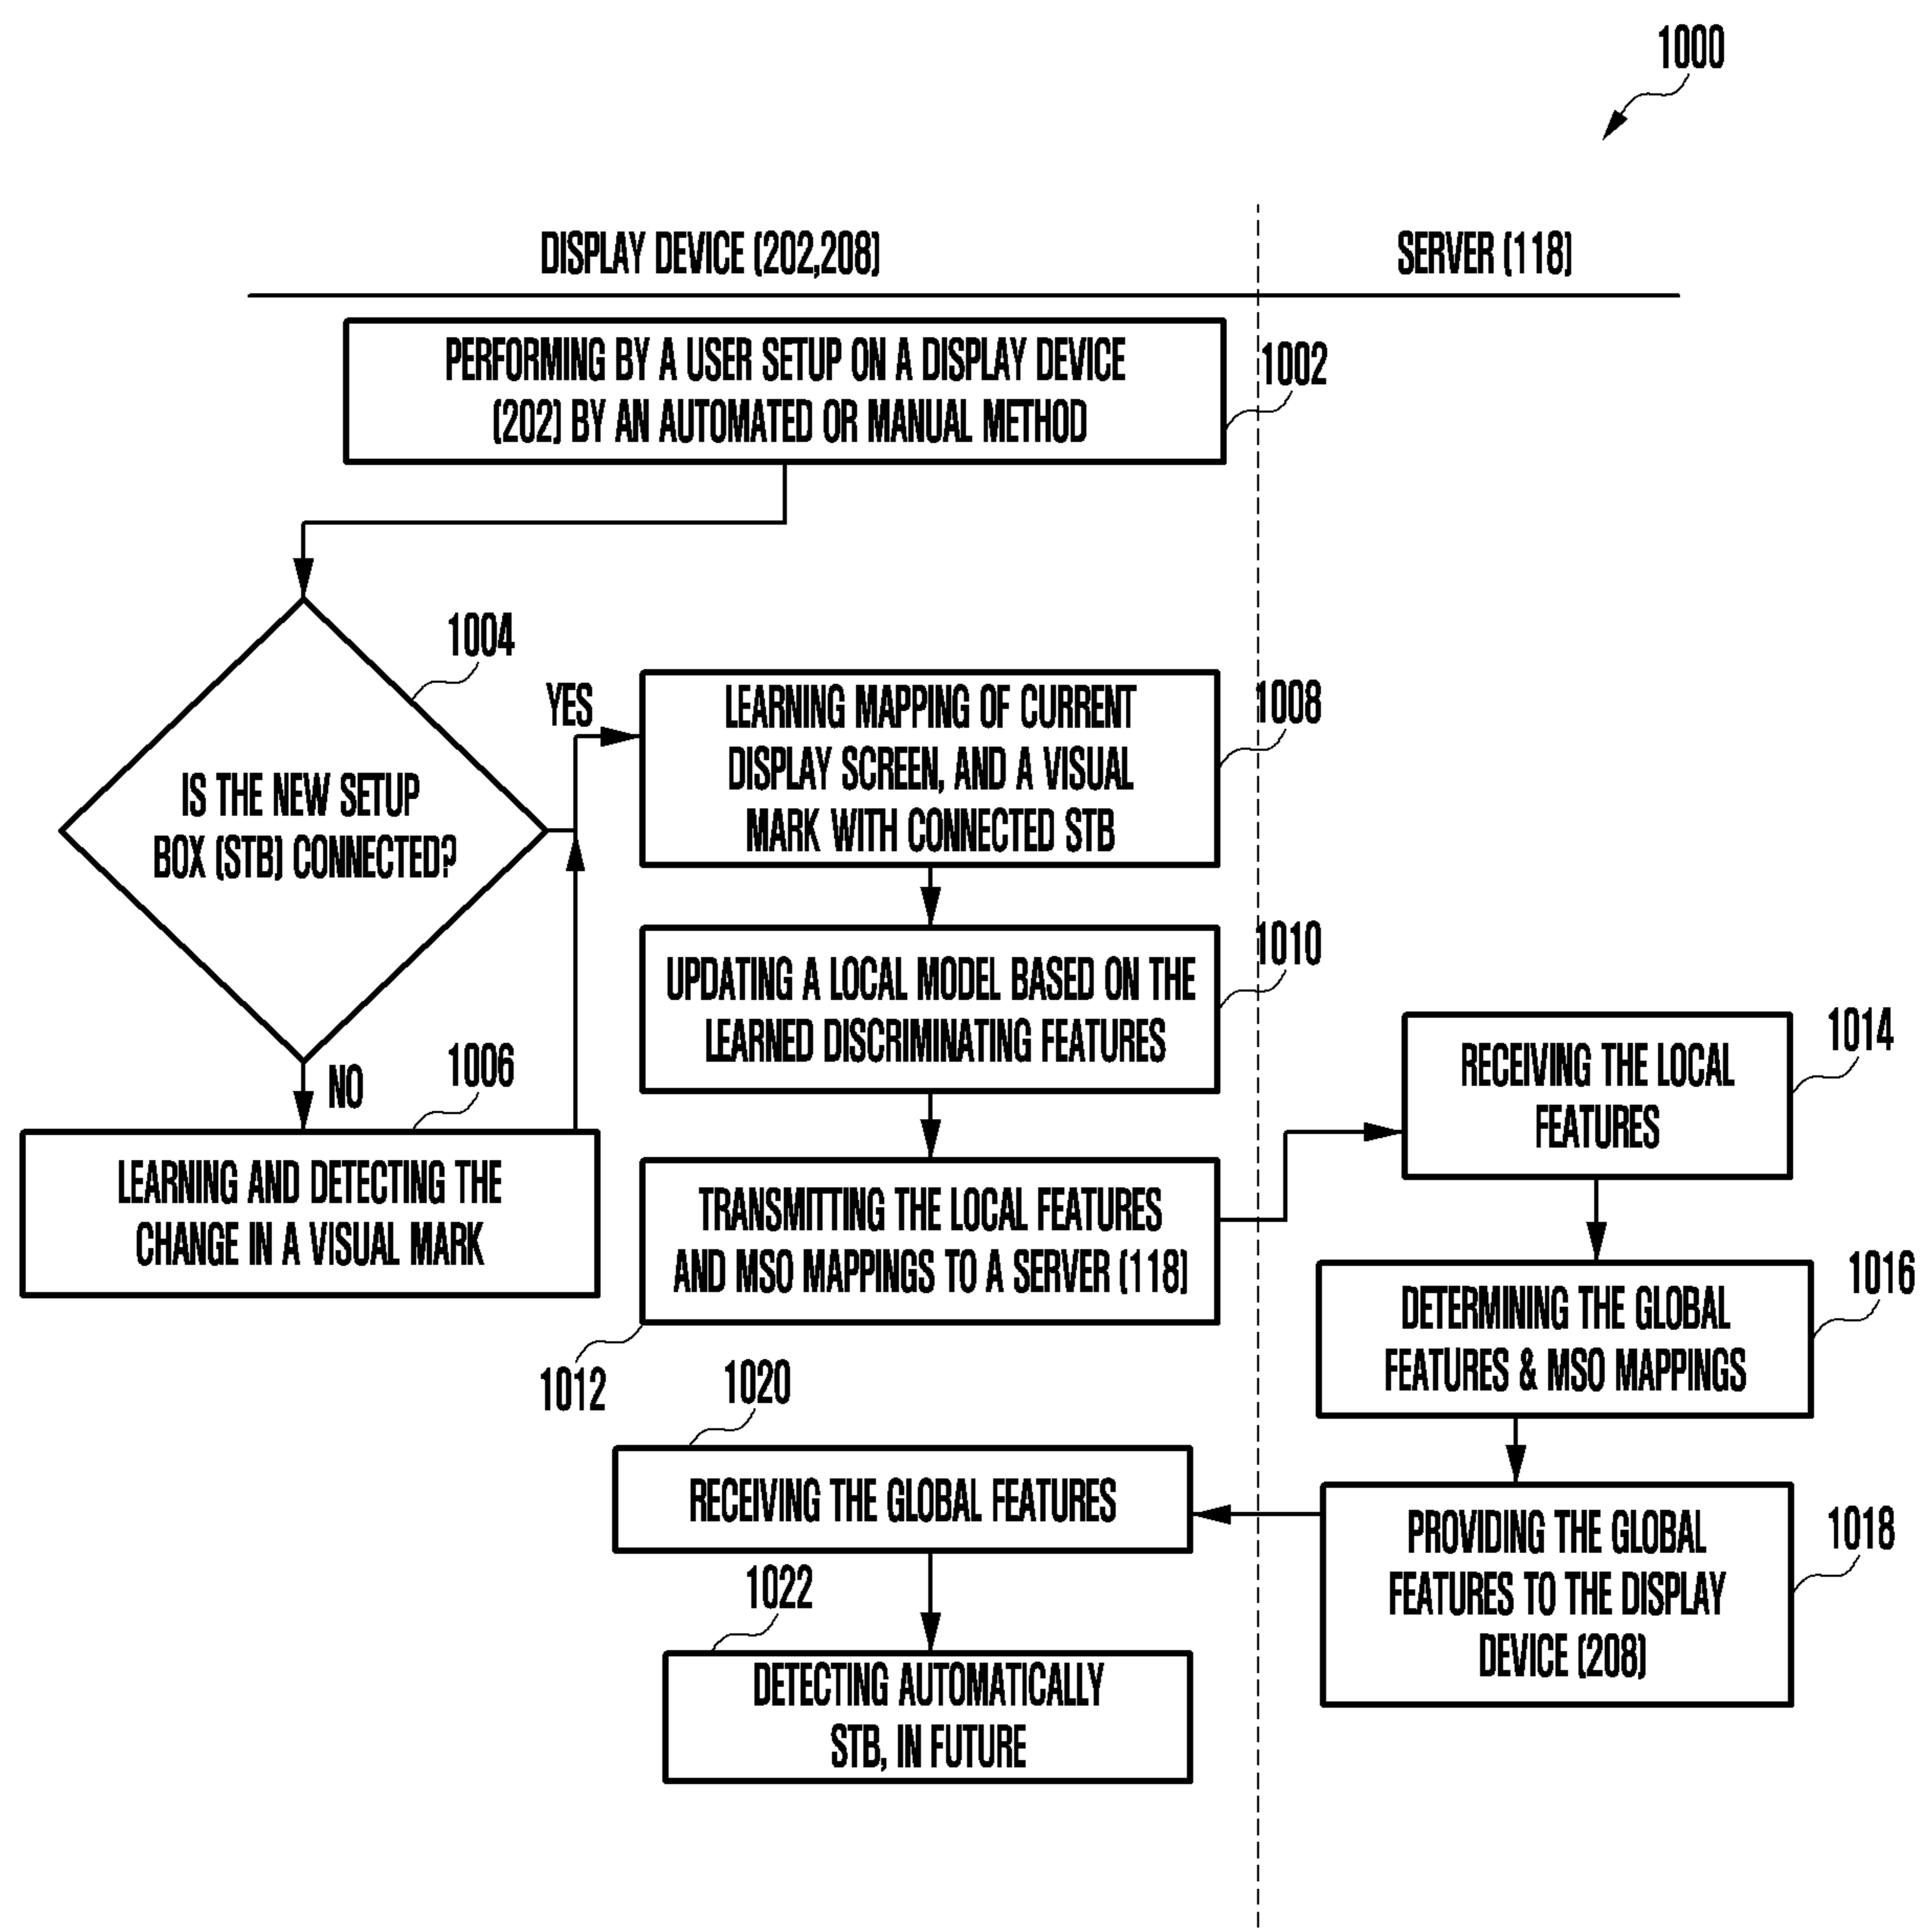 1000
DISPLAY DEVICE (202,208)
SERVER (118)
PERFORMING BY A USER SETUP ON A DISPLAY DEVICE
(202) BY AN AUTOMATED OR MANUAL METHOD
1002
1004
IS THE NEW SETUP
BOX (STB) CONNECTED?
YES
NO
1006
LEARNING AND DETECTING THE
CHANGE IN A VISUAL MARK
LEARNING MAPPING OF CURRENT
DISPLAY SCREEN, AND A VISUAL
MARK WITH CONNECTED STB
1008
UPDATING A LOCAL MODEL BASED ON THE
LEARNED DISCRIMINATING FEATURES
1010
TRANSMITTING THE LOCAL FEATURES
AND MSO MAPPINGS TO A SERVER (118)
1012
RECEIVING THE LOCAL
FEATURES
1014
DETERMINING THE GLOBAL
FEATURES & MSO MAPPINGS
1016
PROVIDING THE GLOBAL
FEATURES TO THE DISPLAY
DEVICE (208)
1018
1020
RECEIVING THE GLOBAL FEATURES
1022
DETECTING AUTOMATICALLY
STB, IN FUTURE